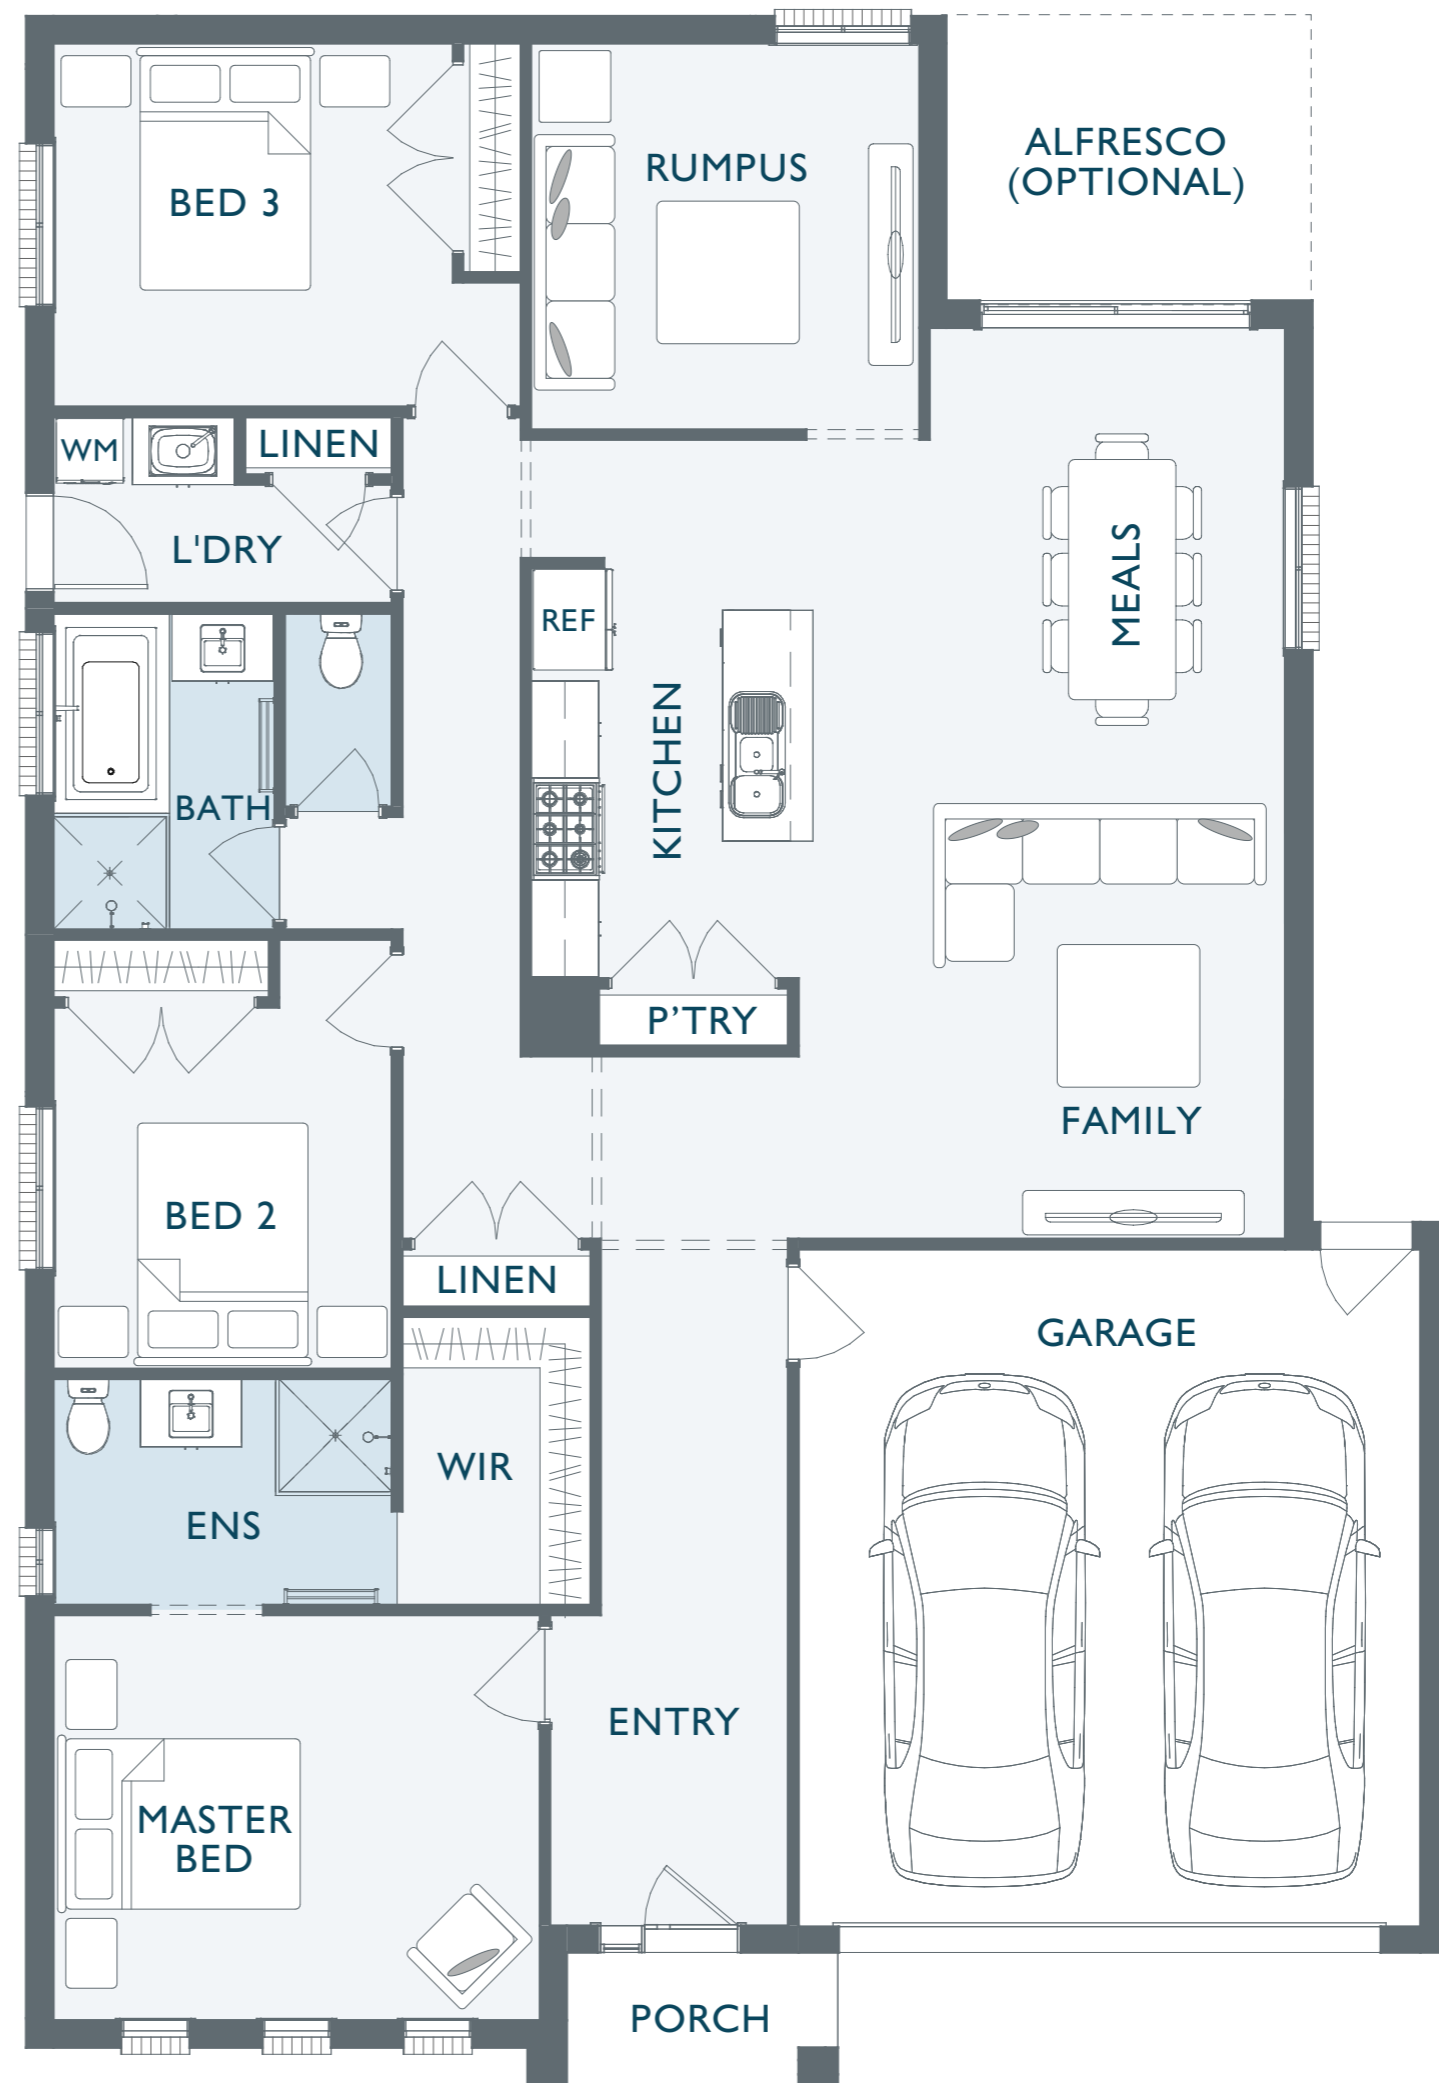 ALFRESCO
(OPTIONAL)
RUMPUS
BED 3
WM
LINEN
L'DRY
MEALS
REF
KITCHEN
BATH
P’TRY
FAMILY
BED 2
LINEN
GARAGE
WIR
ENS
ENTRY
MASTER
BED
PORCH